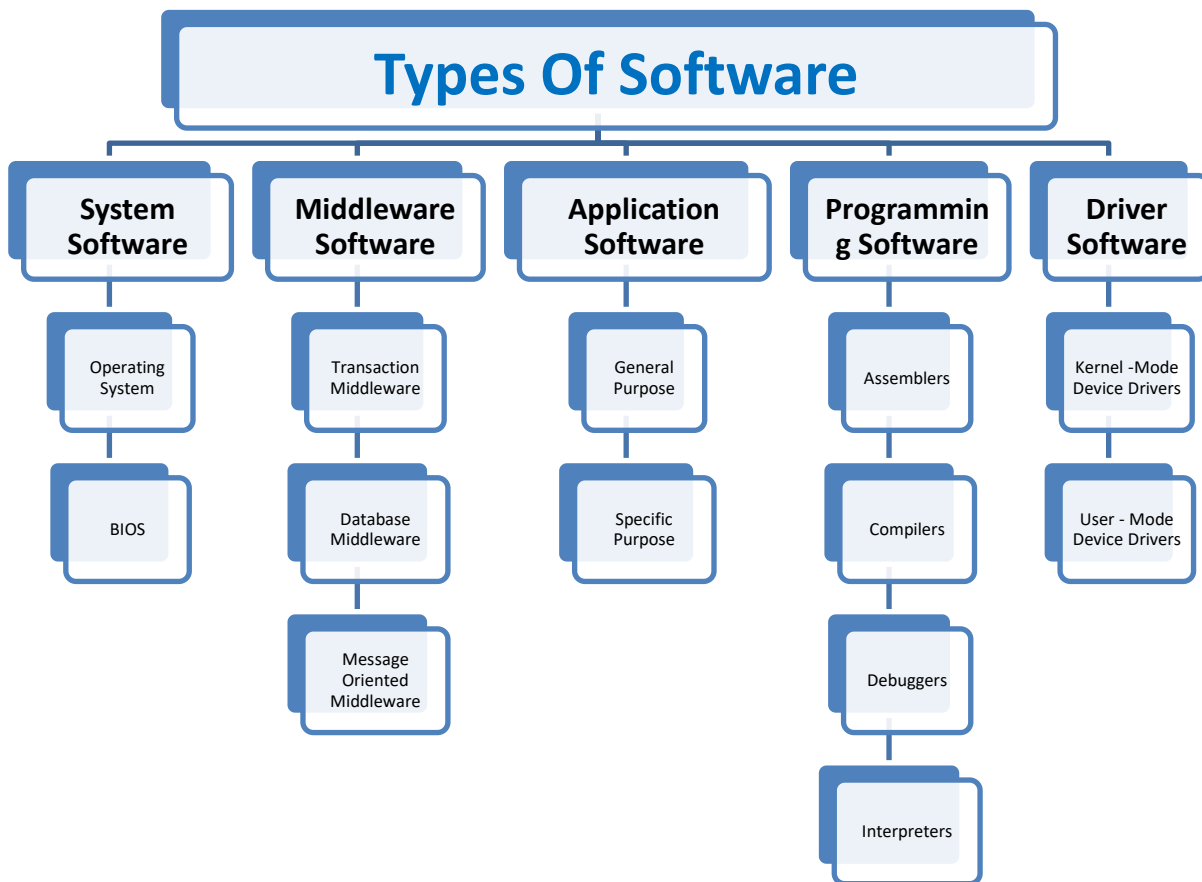 Types Of Software
System
Software
Operating
System
BIOS
Middleware
Software
Transaction
Middleware
Database
Middleware
Message
Oriented
Middleware
Application
Software
General
Purpose
Specific
Purpose
Programmin
g Software
Assemblers
Compilers
Debuggers
Interpreters
Driver
Software
Kernel -Mode
Device Drivers
User - Mode
Device Drivers